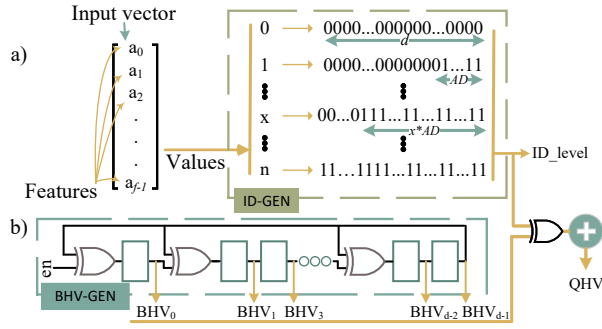 Input vector
a)
a0
a1
a2
.
.
.
af-1
Features
Values
0 0000...000000...0000
d
1 0000...00000001...11
AD
x 00...0111...11...11...11
x*AD
n 11...1111...11...11...11
ID-GEN
ID_level
b)
en
BHV-GEN
BHV0 BHV1 BHV3 BHVd-2 BHVd-1
QHV